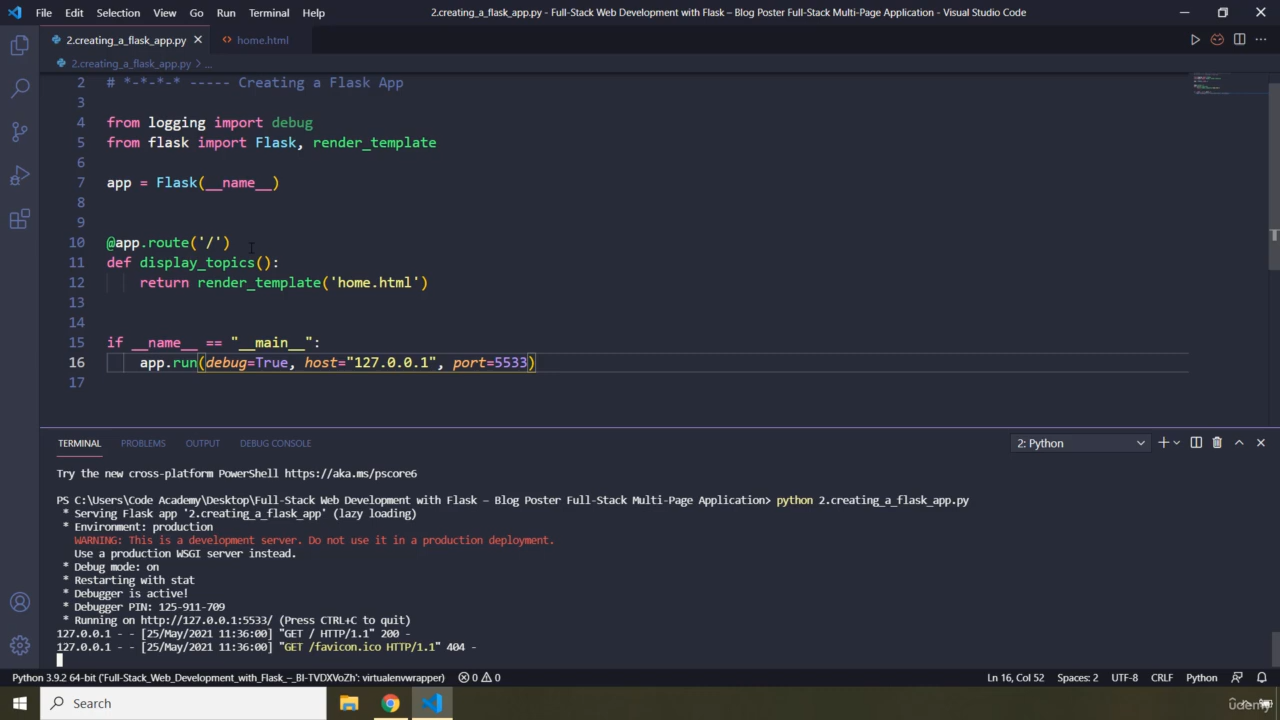 File Edit Selection View Go Run Terminal Help 2.creating_a_flask_app.py - Full-Stack Web Development with Flask – Blog Poster Full-Stack Multi-Page Application - Visual Studio Code
2.creating_a_flask_app.py home.html
2.creating_a_flask_app.py > ...
2 # *-*-*-* ----- Creating a Flask App
3
4 from logging import debug
5 from flask import Flask, render_template
6
7 app = Flask(__name__)
8
9
10 @app.route('/')
11 def display_topics():
12 return render_template('home.html')
13
14
15 if __name__ == "__main__":
16 app.run(debug=True, host="127.0.0.1", port=5533)
17
TERMINAL PROBLEMS OUTPUT DEBUG CONSOLE 2: Python
Try the new cross-platform PowerShell https://aka.ms/pscore6
PS C:\Users\Code Academy\Desktop\Full-Stack Web Development with Flask – Blog Poster Full-Stack Multi-Page Application> python 2.creating_a_flask_app.py
* Serving Flask app '2.creating_a_flask_app' (lazy loading)
* Environment: production
WARNING: This is a development server. Do not use it in a production deployment.
Use a production WSGI server instead.
* Debug mode: on
* Restarting with stat
* Debugger is active!
* Debugger PIN: 125-911-709
* Running on http://127.0.0.1:5533/ (Press CTRL+C to quit)
127.0.0.1 - - [25/May/2021 11:36:00] "GET / HTTP/1.1" 200 -
127.0.0.1 - - [25/May/2021 11:36:00] "GET /favicon.ico HTTP/1.1" 404 -
Python 3.9.2 64-bit ('Full-Stack_Web_Development_with_Flask_–_BI-TVDXVoZh': virtualenvwrapper) 0 0 Ln 16, Col 52 Spaces: 2 UTF-8 CRLF Python
Search
udemy